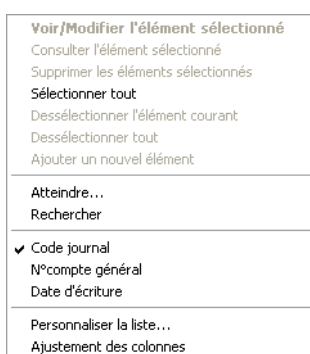 Voir/Modifier l'élément sélectionné
Consulter l'élément sélectionné
Supprimer les éléments sélectionnés
Sélectionner tout
Dessélectionner l'élément courant
Dessélectionner tout
Ajouter un nouvel élément
Atteindre...
Rechercher
Code journal
N°compte général
Date d'écriture
Personnaliser la liste...
Ajustement des colonnes